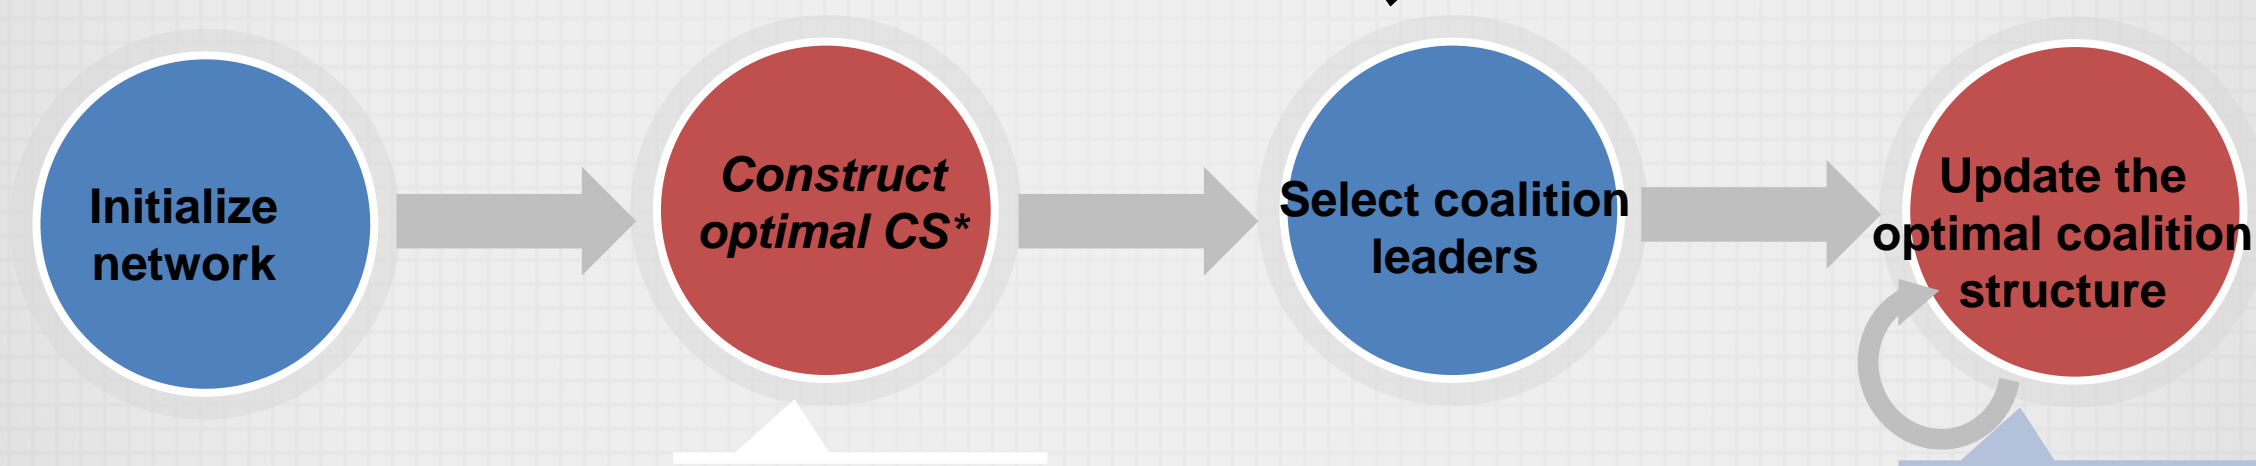 Initialize
network
Construct
optimal CS*
Select coalition
leaders
Update the
optimal coalition
structure